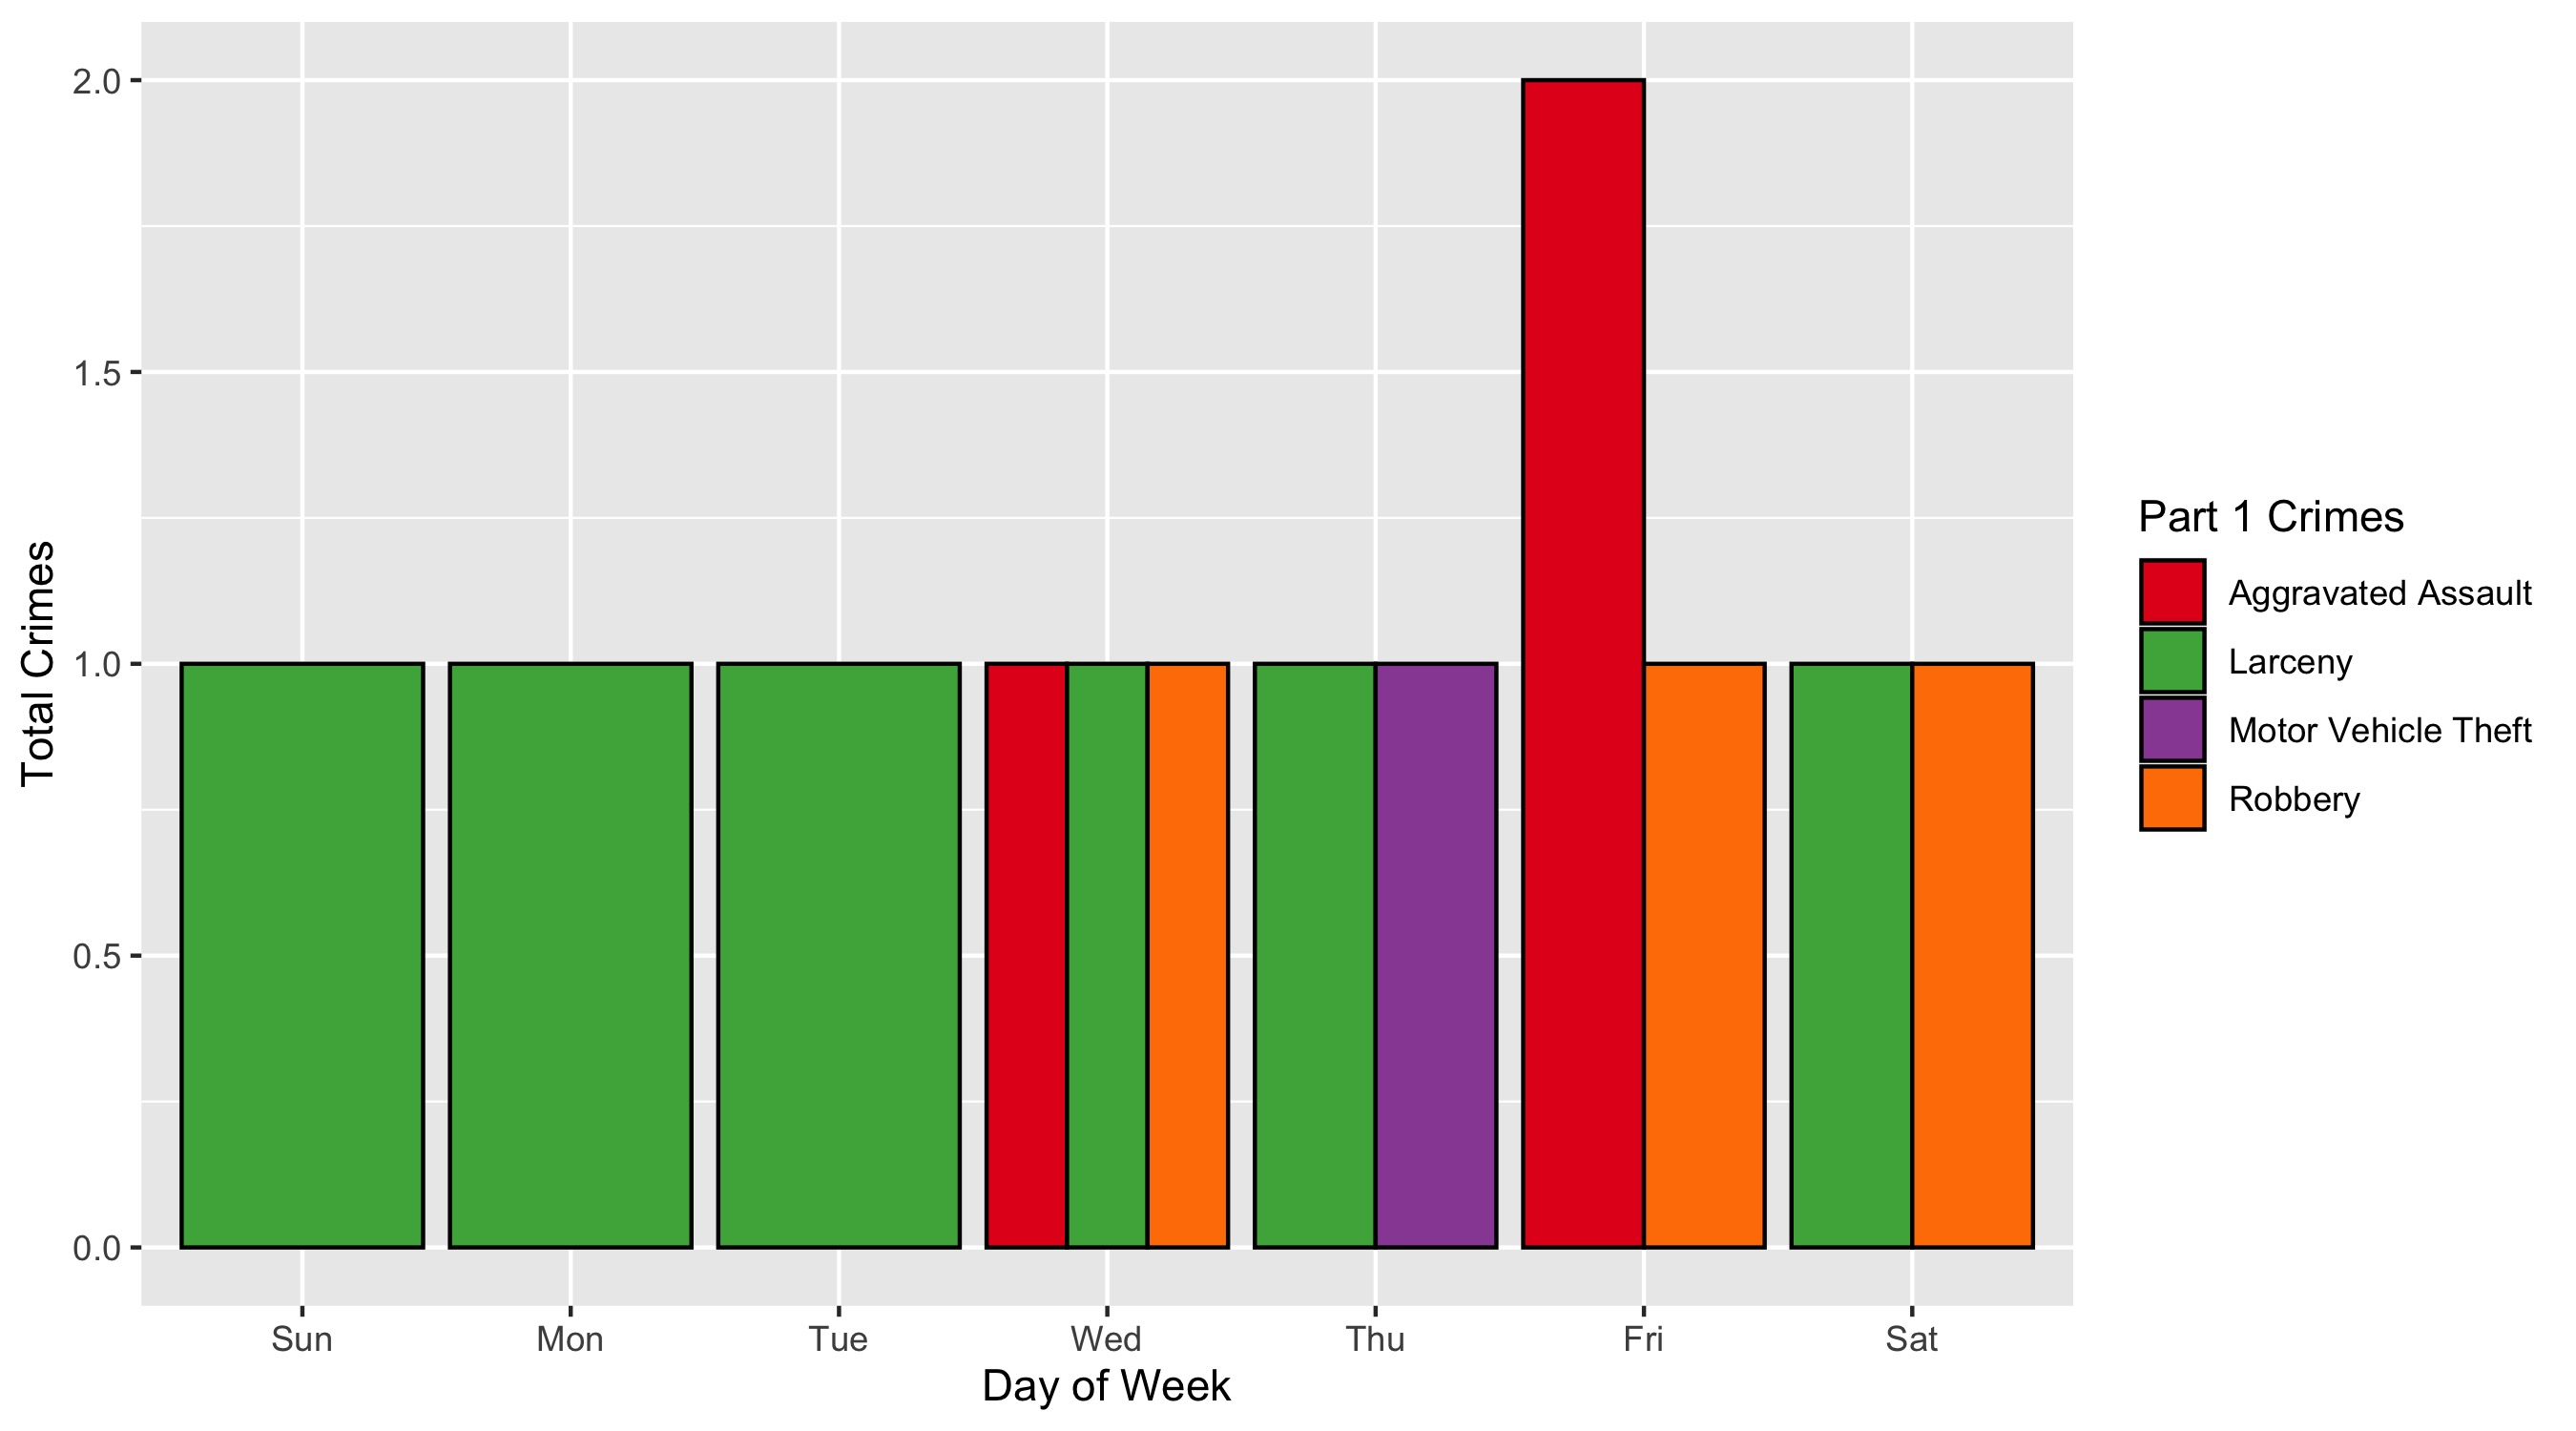 2.0
1.5
1.0
0.5
0.0
Total Crimes
Sun Mon Tue Wed Thu Fri Sat
Day of Week
Part 1 Crimes
Aggravated Assault
Larceny
Motor Vehicle Theft
Robbery